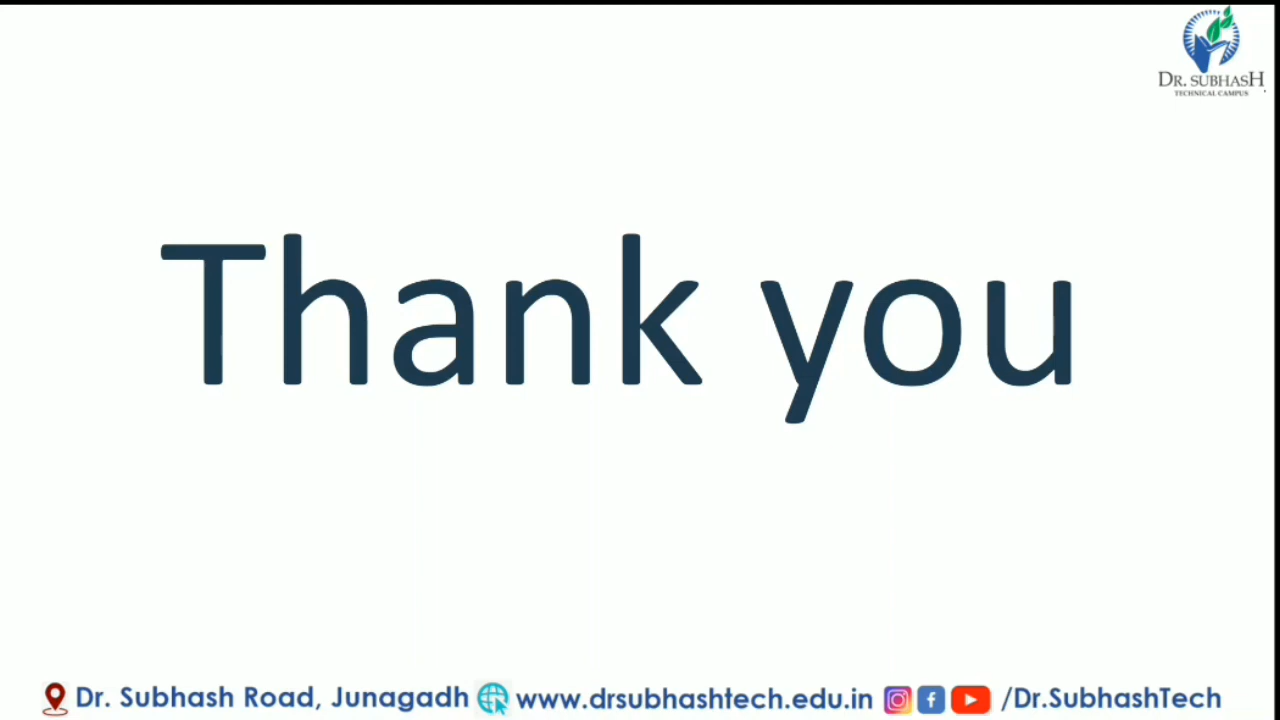 DR. SUBHASH
TECHNICAL CAMPUS
Thank you
Dr. Subhash Road, Junagadh www.drsubhashtech.edu.in /Dr.SubhashTech